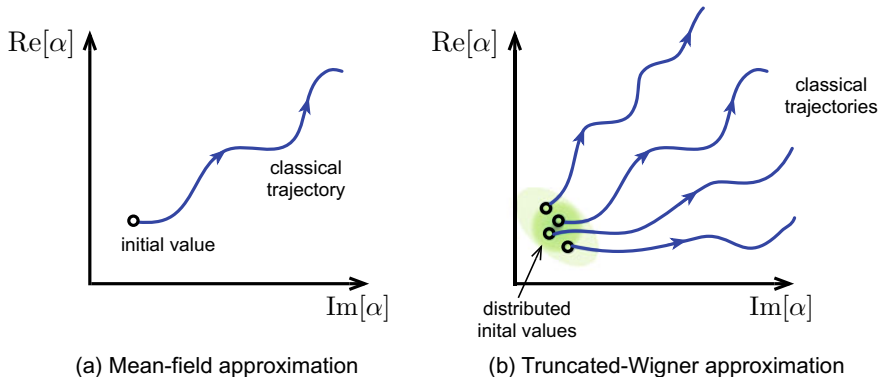 Re[α]
classical
trajectory
initial value
Im[α]
(a) Mean-field approximation
Re[α]
classical
trajectories
distributed
inital values
Im[α]
(b) Truncated-Wigner approximation